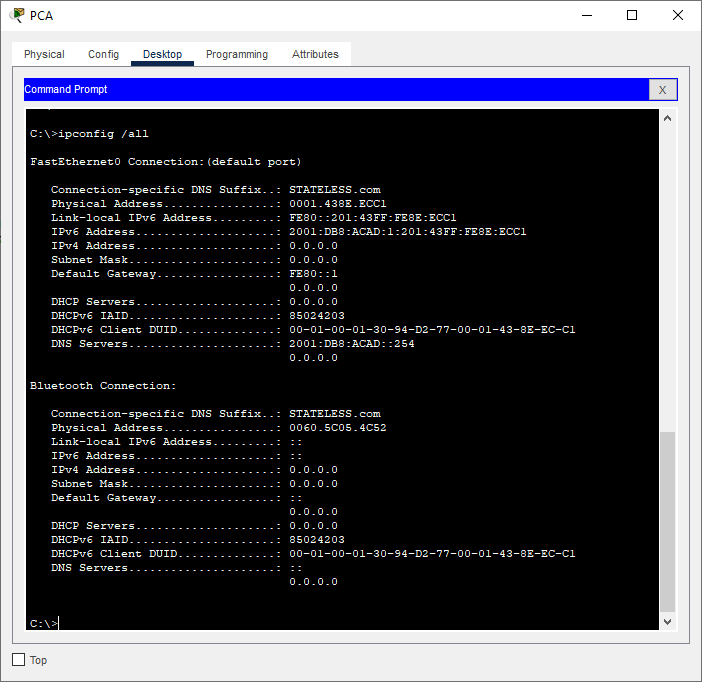 PCA
Physical Config Desktop Programming Attributes
Command Prompt X
C:\>ipconfig /all
FastEthernet0 Connection:(default port)
Connection-specific DNS Suffix..: STATELESS.com
Physical Address................: 0001.438E.ECC1
Link-local IPv6 Address.........: FE80::201:43FF:FE8E:ECC1
IPv6 Address....................: 2001:DB8:ACAD:1:201:43FF:FE8E:ECC1
IPv4 Address....................: 0.0.0.0
Subnet Mask.....................: 0.0.0.0
Default Gateway.................: FE80::1
0.0.0.0
DHCP Servers....................: 0.0.0.0
DHCPv6 IAID.....................: 85024203
DHCPv6 Client DUID..............: 00-01-00-01-30-94-D2-77-00-01-43-8E-EC-C1
DNS Servers.....................: 2001:DB8:ACAD::254
0.0.0.0
Bluetooth Connection:
Connection-specific DNS Suffix..: STATELESS.com
Physical Address................: 0060.5C05.4C52
Link-local IPv6 Address.........: ::
IPv6 Address....................: ::
IPv4 Address....................: 0.0.0.0
Subnet Mask.....................: 0.0.0.0
Default Gateway.................: ::
0.0.0.0
DHCP Servers....................: 0.0.0.0
DHCPv6 IAID.....................: 85024203
DHCPv6 Client DUID..............: 00-01-00-01-30-94-D2-77-00-01-43-8E-EC-C1
DNS Servers.....................: ::
0.0.0.0
C:\>
Top